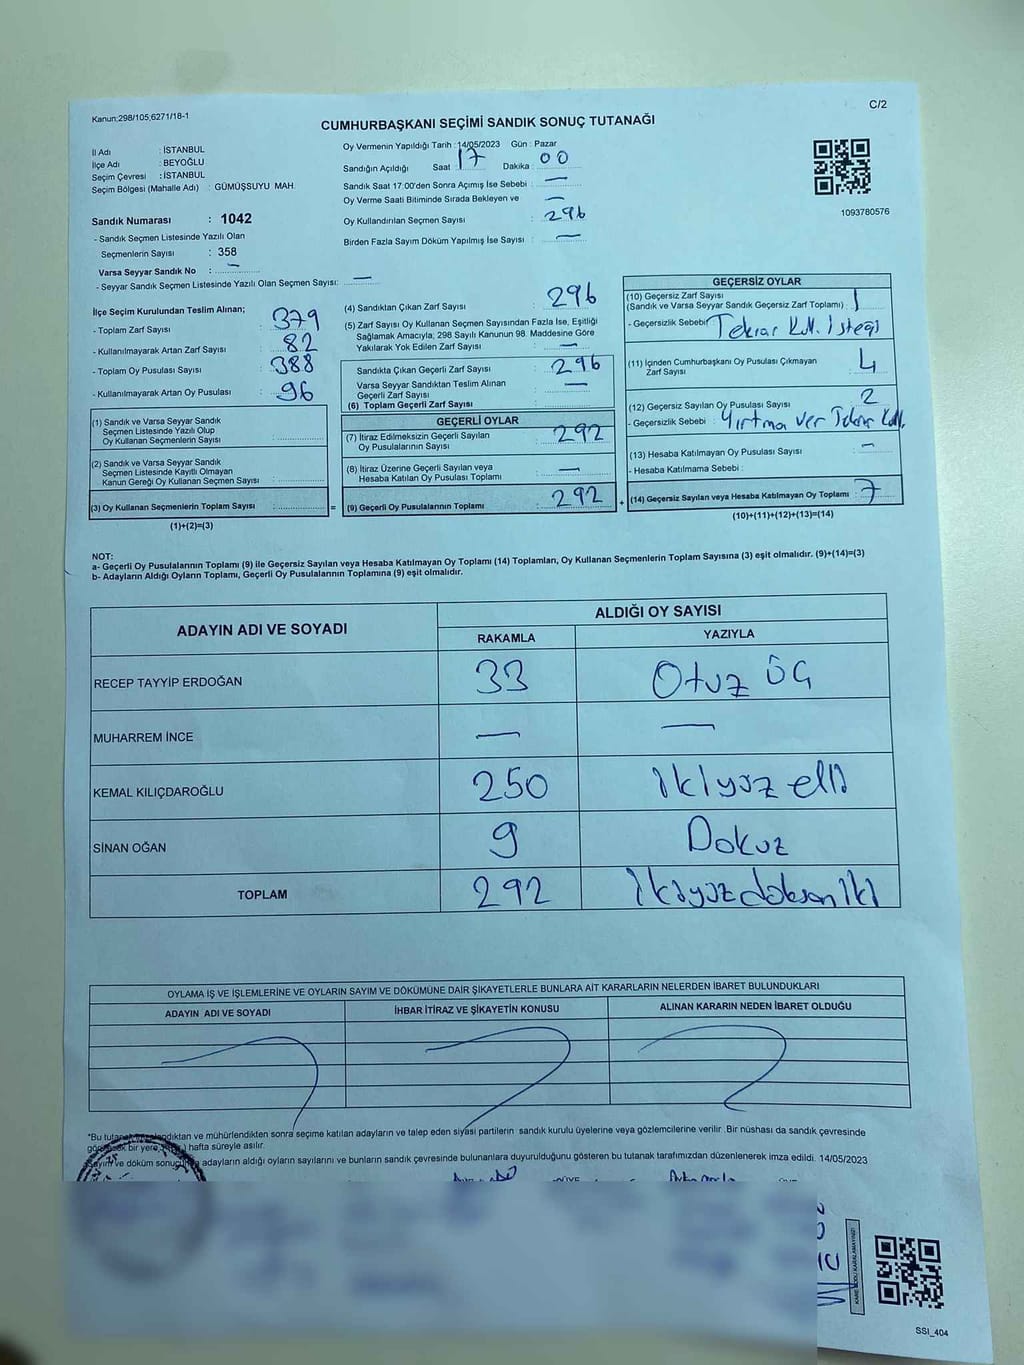 Kanun:298/105,6271/18-1
C/2
CUMHURBAŞKANI SEÇİMİ SANDIK SONUÇ TUTANAĞI
İl Adı : İSTANBUL
İlçe Adı : BEYOĞLU
Seçim Çevresi : İSTANBUL
Seçim Bölgesi (Mahalle Adı) : GÜMÜŞSUYU MAH.
Sandık Numarası : 1042
- Sandık Seçmen Listesinde Yazılı Olan
Seçmenlerin Sayısı : 358
Varsa Seyyar Sandık No : —
- Seyyar Sandık Seçmen Listesinde Yazılı Olan Seçmen Sayısı: —
Oy Vermenin Yapıldığı Tarih : 14/05/2023 Gün : Pazar
Sandığın Açıldığı Saat : 17 Dakika : 00
Sandık Saat 17:00'den Sonra Açımış İse Sebebi : —
Oy Verme Saati Bitiminde Sırada Bekleyen ve —
Oy Kullandırılan Seçmen Sayısı : 296
Birden Fazla Sayım Döküm Yapılmış İse Sayısı : —
1093780576
İlçe Seçim Kurulundan Teslim Alınan;
- Toplam Zarf Sayısı : 379
- Kullanılmayarak Artan Zarf Sayısı : 82
- Toplam Oy Pusulası Sayısı : 388
- Kullanılmayarak Artan Oy Pusulası : 96
(1) Sandık ve Varsa Seyyar Sandık
Seçmen Listesinde Yazılı Olup
Oy Kullanan Seçmenlerin Sayısı :
(2) Sandık ve Varsa Seyyar Sandık
Seçmen Listesinde Kayıtlı Olmayan
Kanun Gereği Oy Kullanan Seçmen Sayısı :
(3) Oy Kullanan Seçmenlerin Toplam Sayısı :
(1)+(2)=(3)
=
(4) Sandıktan Çıkan Zarf Sayısı : 296
(5) Zarf Sayısı Oy Kullanan Seçmen Sayısından Fazla İse, Eşitliği
Sağlamak Amacıyla; 298 Sayılı Kanunun 98. Maddesine Göre
Yakılarak Yok Edilen Zarf Sayısı : —
Sandıkta Çıkan Geçerli Zarf Sayısı : 296
Varsa Seyyar Sandıktan Teslim Alınan —
Geçerli Zarf Sayısı
(6) Toplam Geçerli Zarf Sayısı :
GEÇERLİ OYLAR
(7) İtiraz Edilmeksizin Geçerli Sayılan : 292
Oy Pusulalarının Sayısı
(8) İtiraz Üzerine Geçerli Sayılan veya : —
Hesaba Katılan Oy Pusulası Toplamı
(9) Geçerli Oy Pusulalarının Toplamı : 292
+
GEÇERSİZ OYLAR
(10) Geçersiz Zarf Sayısı
(Sandık ve Varsa Seyyar Sandık Geçersiz Zarf Toplamı) : 1
- Geçersizlik Sebebi Tekrar Kul. İsteği
(11) İçinden Cumhurbaşkanı Oy Pusulası Çıkmayan
Zarf Sayısı : 4
(12) Geçersiz Sayılan Oy Pusulası Sayısı : 2
- Geçersizlik Sebebi : Yırtma ver Tekrar Kul.
(13) Hesaba Katılmayan Oy Pusulası Sayısı : —
- Hesaba Katılmama Sebebi :
(14) Geçersiz Sayılan veya Hesaba Katılmayan Oy Toplamı : 7
(10)+(11)+(12)+(13)=(14)
NOT:
a- Geçerli Oy Pusulalarının Toplamı (9) ile Geçersiz Sayılan veya Hesaba Katılmayan Oy Toplamı (14) Toplamları, Oy Kullanan Seçmenlerin Toplam Sayısına (3) eşit olmalıdır. (9)+(14)=(3)
b- Adayların Aldığı Oyların Toplamı, Geçerli Oy Pusulalarının Toplamına (9) eşit olmalıdır.
ADAYIN ADI VE SOYADI
ALDIĞI OY SAYISI
RAKAMLA YAZIYLA
RECEP TAYYİP ERDOĞAN 33 Otuz ÜÇ
MUHARREM İNCE — —
KEMAL KILIÇDAROĞLU 250 ikiyüz elli
SİNAN OĞAN 9 Dokuz
TOPLAM 292 ikiyüzdoksan iki
OYLAMA İŞ VE İŞLEMLERİNE VE OYLARIN SAYIM VE DÖKÜMÜNE DAİR ŞİKAYETLERLE BUNLARA AİT KARARLARIN NELERDEN İBARET BULUNDUKLARI
ADAYIN ADI VE SOYADI İHBAR İTİRAZ VE ŞİKAYETİN KONUSU ALINAN KARARIN NEDEN İBARET OLDUĞU
*Bu mühürlendikten sonra seçime katılan adayların ve talep eden siyasi partilerin sandık kurulu üyelerine veya gözlemcilerine verilir .Bir nüshası da sandık çevresinde
bir yere hafta süreyle asılır.
Sayım ve döküm adayların aldığı oyların sayılarını ve bunların sandık çevresinde bulunanlara duyurulduğunu gösteren bu tutanak tarafımızdan düzenlenerek imza edildi. 14/05/2023
SSI_404